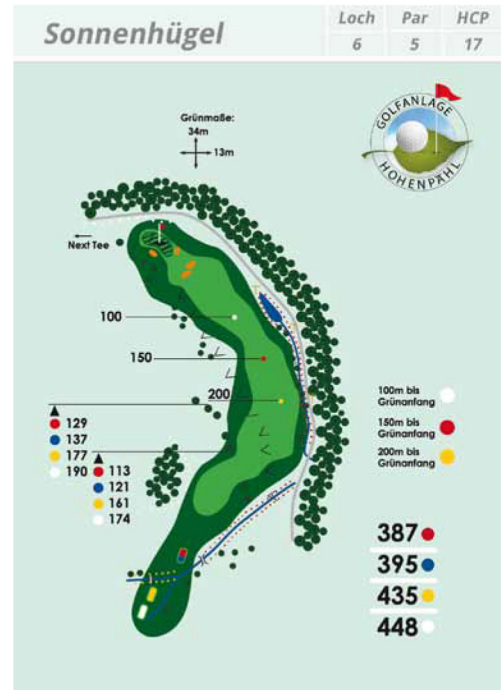 Sonnenhügel
Loch Par HCP
6 5 17
Grünmaße:
34m
13m
GOLFANLAGE
HOHENPÄHL
Next Tee
100
150
200
129
137
177
190
113
121
161
174
100m bis
Grünanfang
150m bis
Grünanfang
200m bis
Grünanfang
387
395
435
448